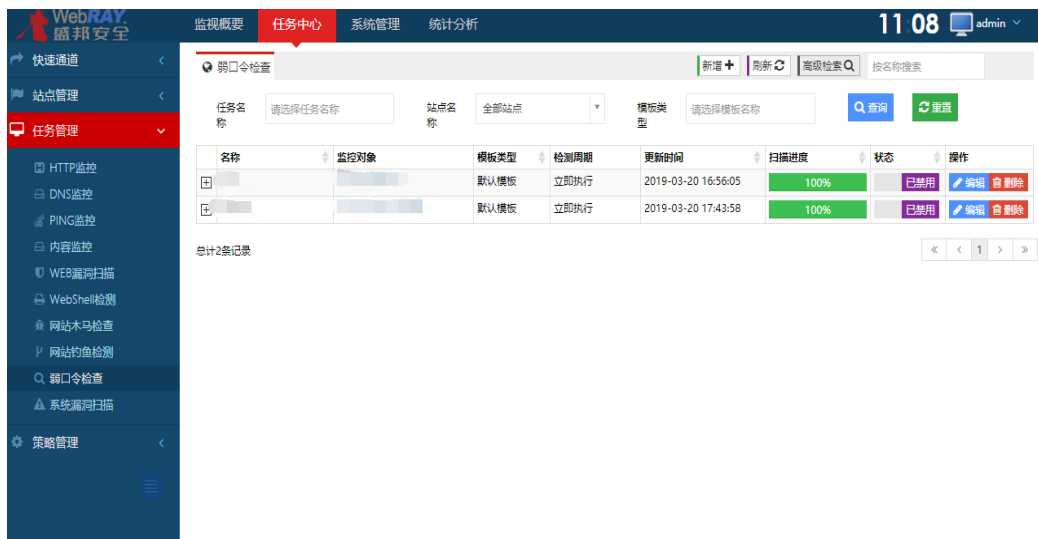 WebRAY.
盛邦安全
监视概要 任务中心 系统管理 统计分析
11:08 admin
快速通道
站点管理
任务管理
HTTP监控
DNS监控
PING监控
内容监控
WEB漏洞扫描
WebShell检测
网站木马检查
网站钓鱼检测
弱口令检查
系统漏洞扫描
策略管理
弱口令检查
新增 刷新 高级检索 按名称搜索
任务名称 请选择任务名称 站点名称 全部站点 模板类型 请选择模板名称 查询 重置
名称 监控对象 模板类型 检测周期 更新时间 扫描进度 状态 操作
默认模板 立即执行 2019-03-20 16:56:05 100% 已禁用 编辑 删除
默认模板 立即执行 2019-03-20 17:43:58 100% 已禁用 编辑 删除
总计2条记录
« < 1 > »